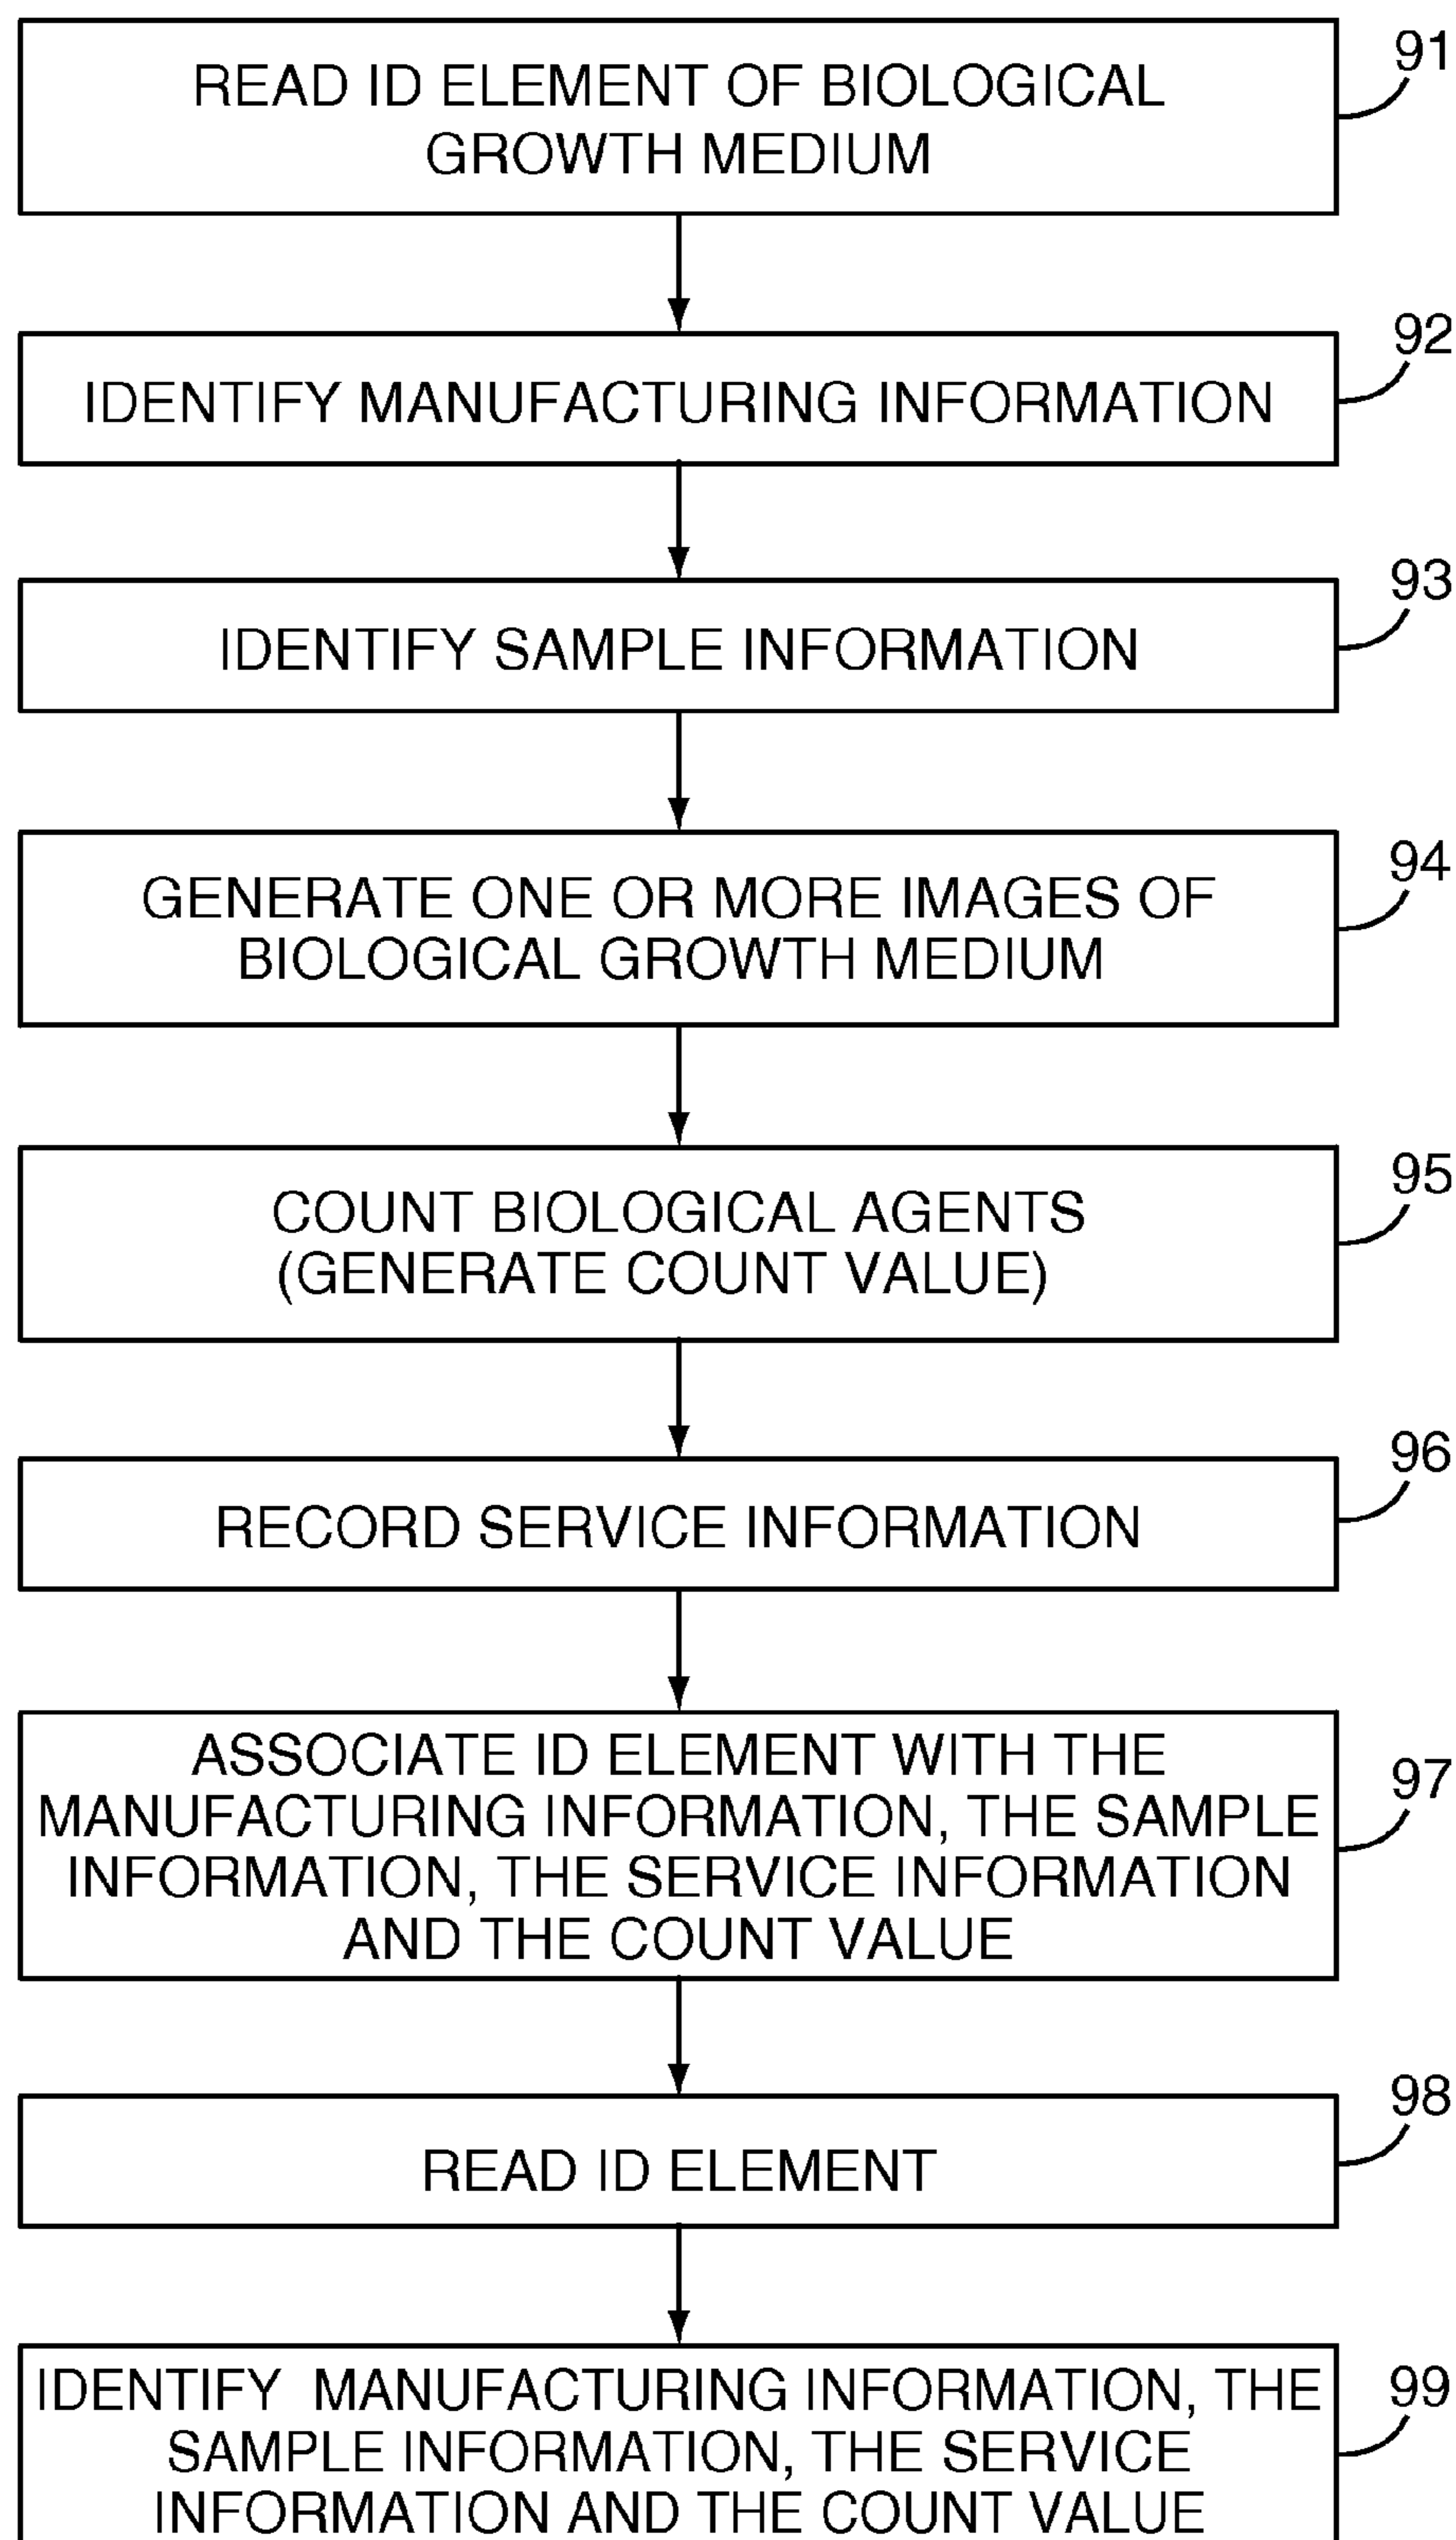 READ ID ELEMENT OF BIOLOGICAL
GROWTH MEDIUM
91
IDENTIFY MANUFACTURING INFORMATION
92
IDENTIFY SAMPLE INFORMATION
93
GENERATE ONE OR MORE IMAGES OF
BIOLOGICAL GROWTH MEDIUM
94
COUNT BIOLOGICAL AGENTS
(GENERATE COUNT VALUE)
95
RECORD SERVICE INFORMATION
96
ASSOCIATE ID ELEMENT WITH THE
MANUFACTURING INFORMATION, THE SAMPLE
INFORMATION, THE SERVICE INFORMATION
AND THE COUNT VALUE
97
READ ID ELEMENT
98
IDENTIFY MANUFACTURING INFORMATION, THE
SAMPLE INFORMATION, THE SERVICE
INFORMATION AND THE COUNT VALUE
99